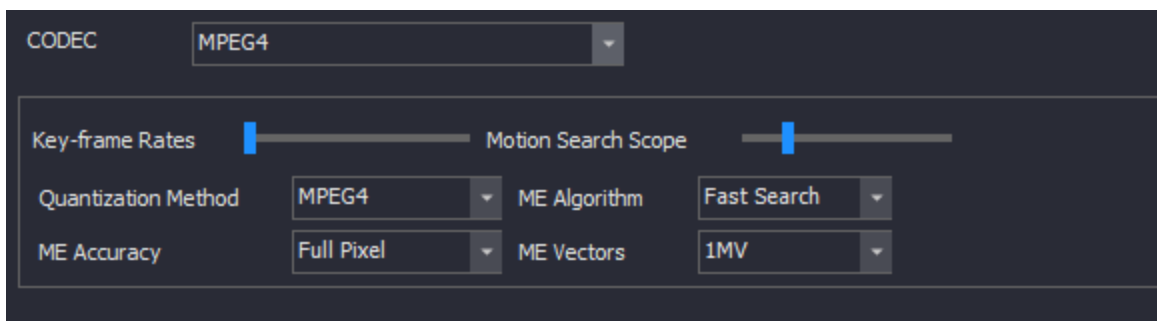 CODEC MPEG4
Key-frame Rates Motion Search Scope
Quantization Method MPEG4 ME Algorithm Fast Search
ME Accuracy Full Pixel ME Vectors 1MV